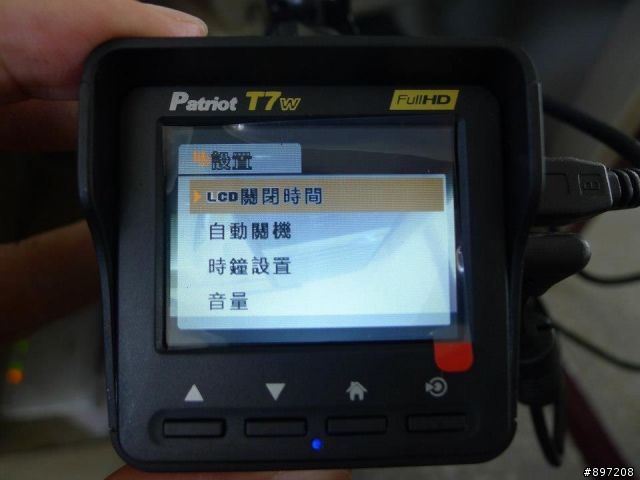 Patriot T7W FullHD
設置
LCD關閉時間
自動關機
時鐘設置
音量
#897208